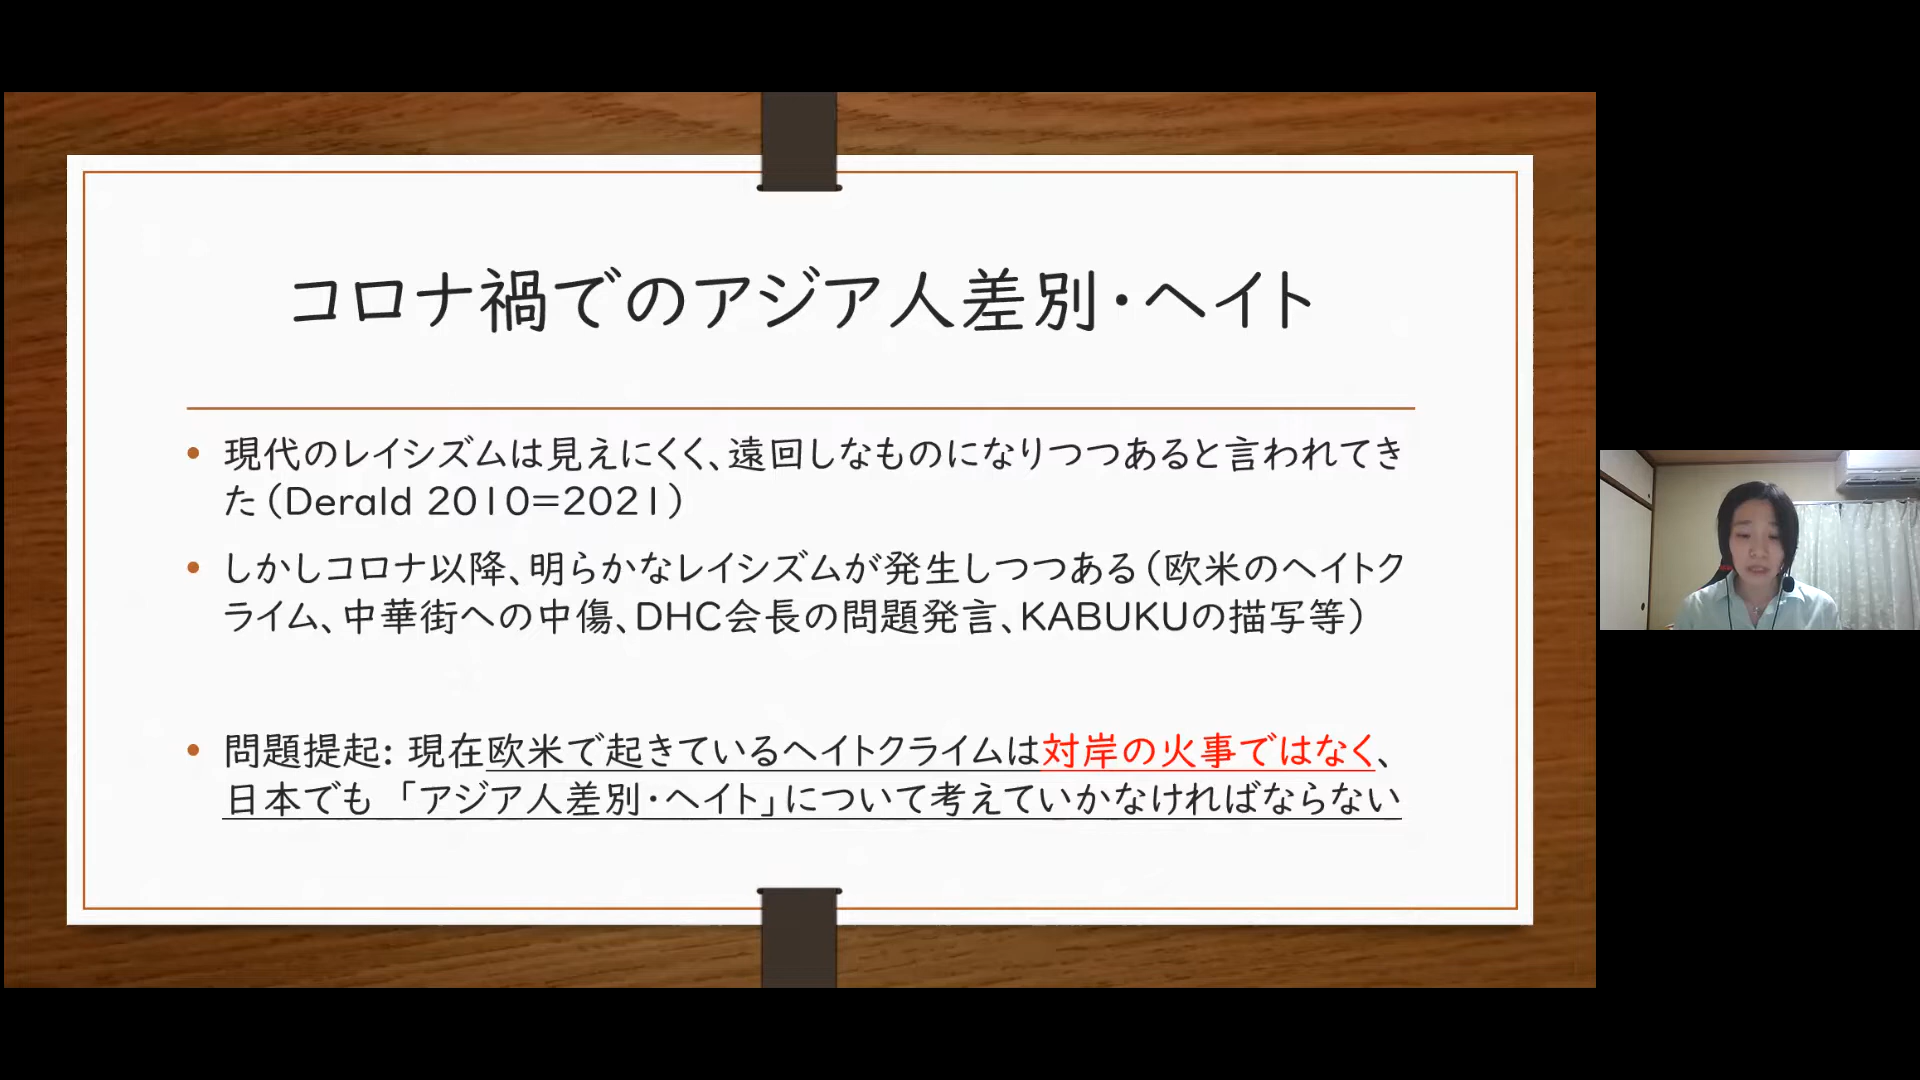 コロナ禍でのアジア人差別・ヘイト
• 現代のレイシズムは見えにくく、遠回しなものになりつつあると言われてき
た（Derald 2010=2021）
• しかしコロナ以降、明らかなレイシズムが発生しつつある（欧米のヘイトク
ライム、中華街への中傷、DHC会長の問題発言、KABUKUの描写等）
• 問題提起: 現在欧米で起きているヘイトクライムは対岸の火事ではなく、
日本でも 「アジア人差別・ヘイト」について考えていかなければならない